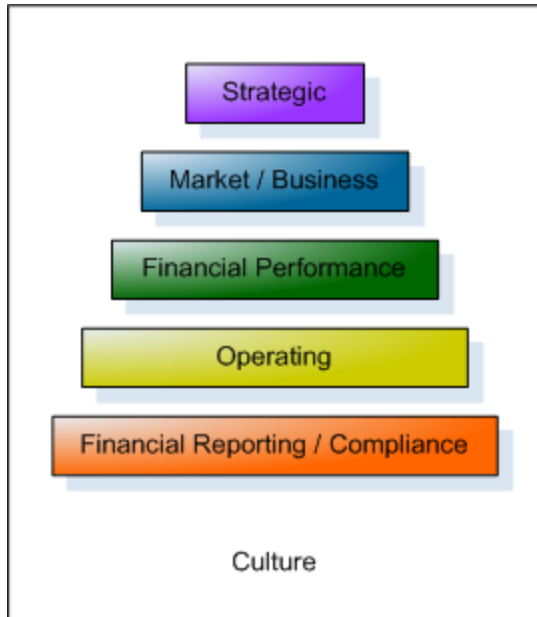 Strategic
Market / Business
Financial Performance
Operating
Financial Reporting / Compliance
Culture